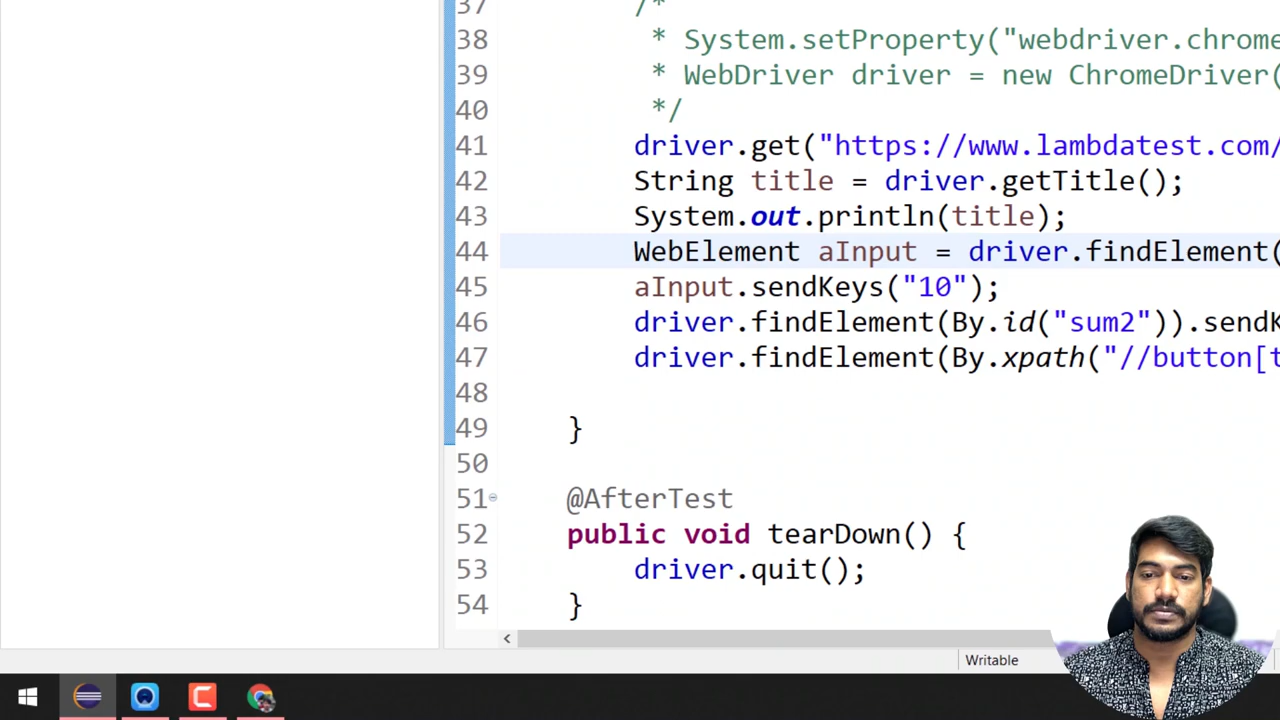 37 /*
38 * System.setProperty("webdriver.chrome
39 * WebDriver driver = new ChromeDriver(
40 */
41 driver.get("https://www.lambdatest.com/
42 String title = driver.getTitle();
43 System.out.println(title);
44 WebElement aInput = driver.findElement(
45 aInput.sendKeys("10");
46 driver.findElement(By.id("sum2")).sendK
47 driver.findElement(By.xpath("//button[t
48
49 }
50
51 @AfterTest
52 public void tearDown() {
53 driver.quit();
54 }
Writable